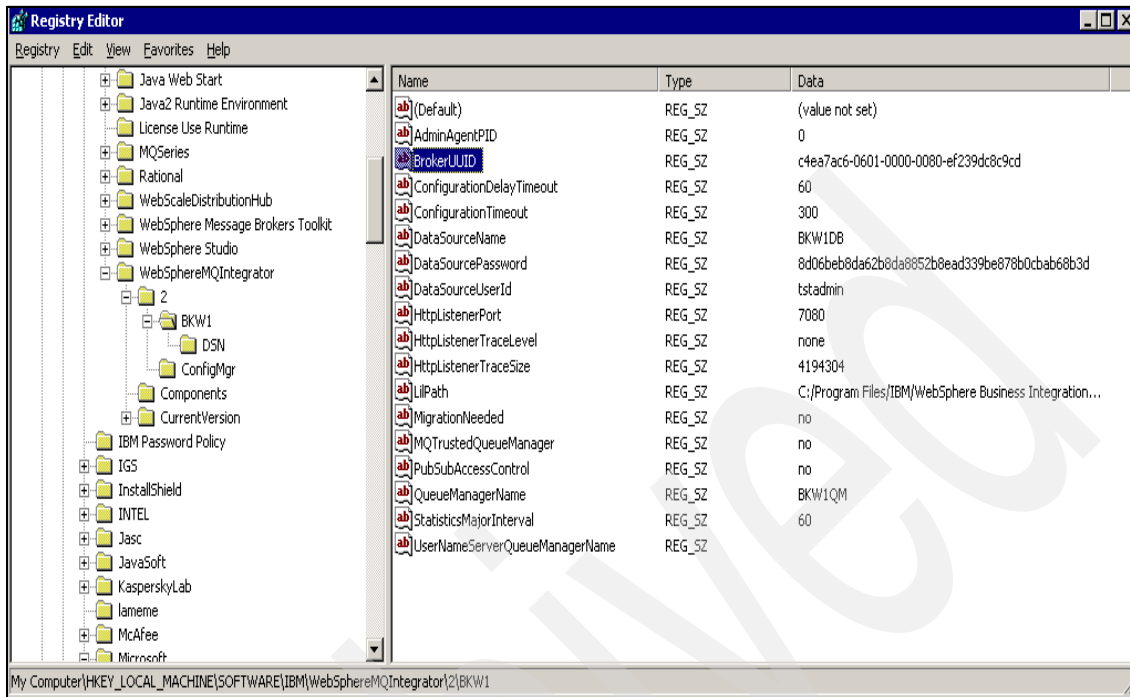 Registry Editor
Registry Edit View Favorites Help
Java Web Start
Java2 Runtime Environment
License Use Runtime
MQSeries
Rational
WebScaleDistributionHub
WebSphere Message Brokers Toolkit
WebSphere Studio
WebSphereMQIntegrator
2
BKW1
DSN
ConfigMgr
Components
CurrentVersion
IBM Password Policy
IGS
InstallShield
INTEL
Jasc
JavaSoft
KasperskyLab
lameme
McAfee
Microsoft
Name Type Data
(Default) REG_SZ (value not set)
AdminAgentPID REG_SZ 0
BrokerUUID REG_SZ c4ea7ac6-0601-0000-0080-ef239dc8c9cd
ConfigurationDelayTimeout REG_SZ 60
ConfigurationTimeout REG_SZ 300
DataSourceName REG_SZ BKW1DB
DataSourcePassword REG_SZ 8d06beb8da62b8da8852b8ead339be878b0cbab68b3d
DataSourceUserId REG_SZ tstadmin
HttpListenerPort REG_SZ 7080
HttpListenerTraceLevel REG_SZ none
HttpListenerTraceSize REG_SZ 4194304
LilPath REG_SZ C:/Program Files/IBM/WebSphere Business Integration...
MigrationNeeded REG_SZ no
MQTrustedQueueManager REG_SZ no
PubSubAccessControl REG_SZ no
QueueManagerName REG_SZ BKW1QM
StatisticsMajorInterval REG_SZ 60
UserNameServerQueueManagerName REG_SZ
My Computer\HKEY_LOCAL_MACHINE\SOFTWARE\IBM\WebSphereMQIntegrator\2\BKW1